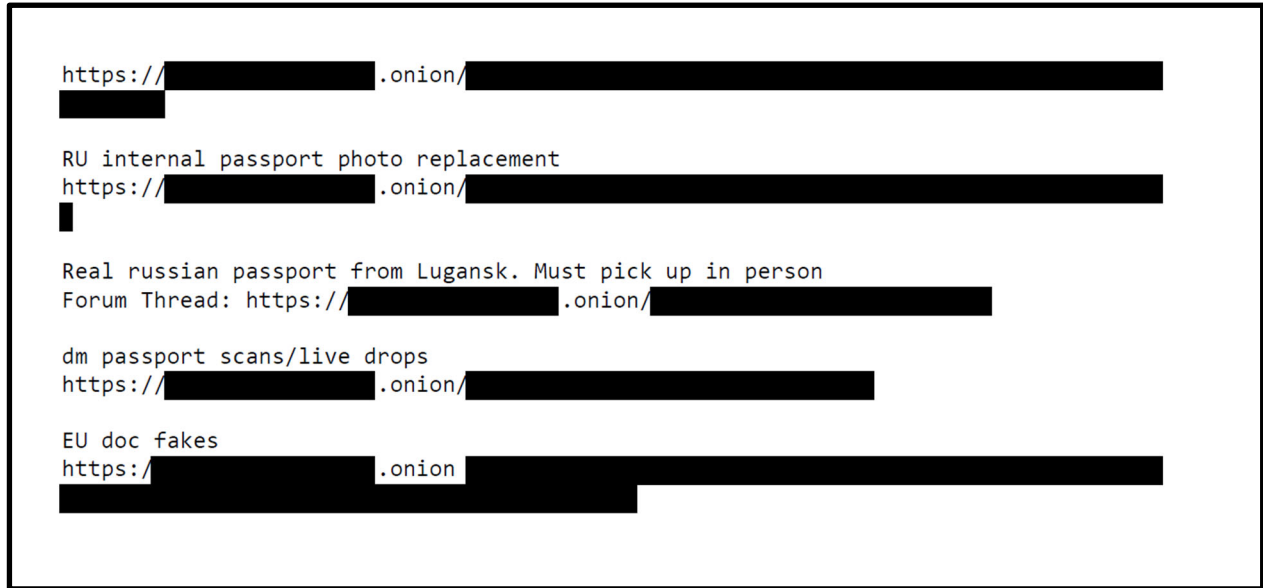 https://.onion/
RU internal passport photo replacement
https://.onion/
Real russian passport from Lugansk. Must pick up in person
Forum Thread: https://.onion/
dm passport scans/live drops
https://.onion/
EU doc fakes
https:/.onion